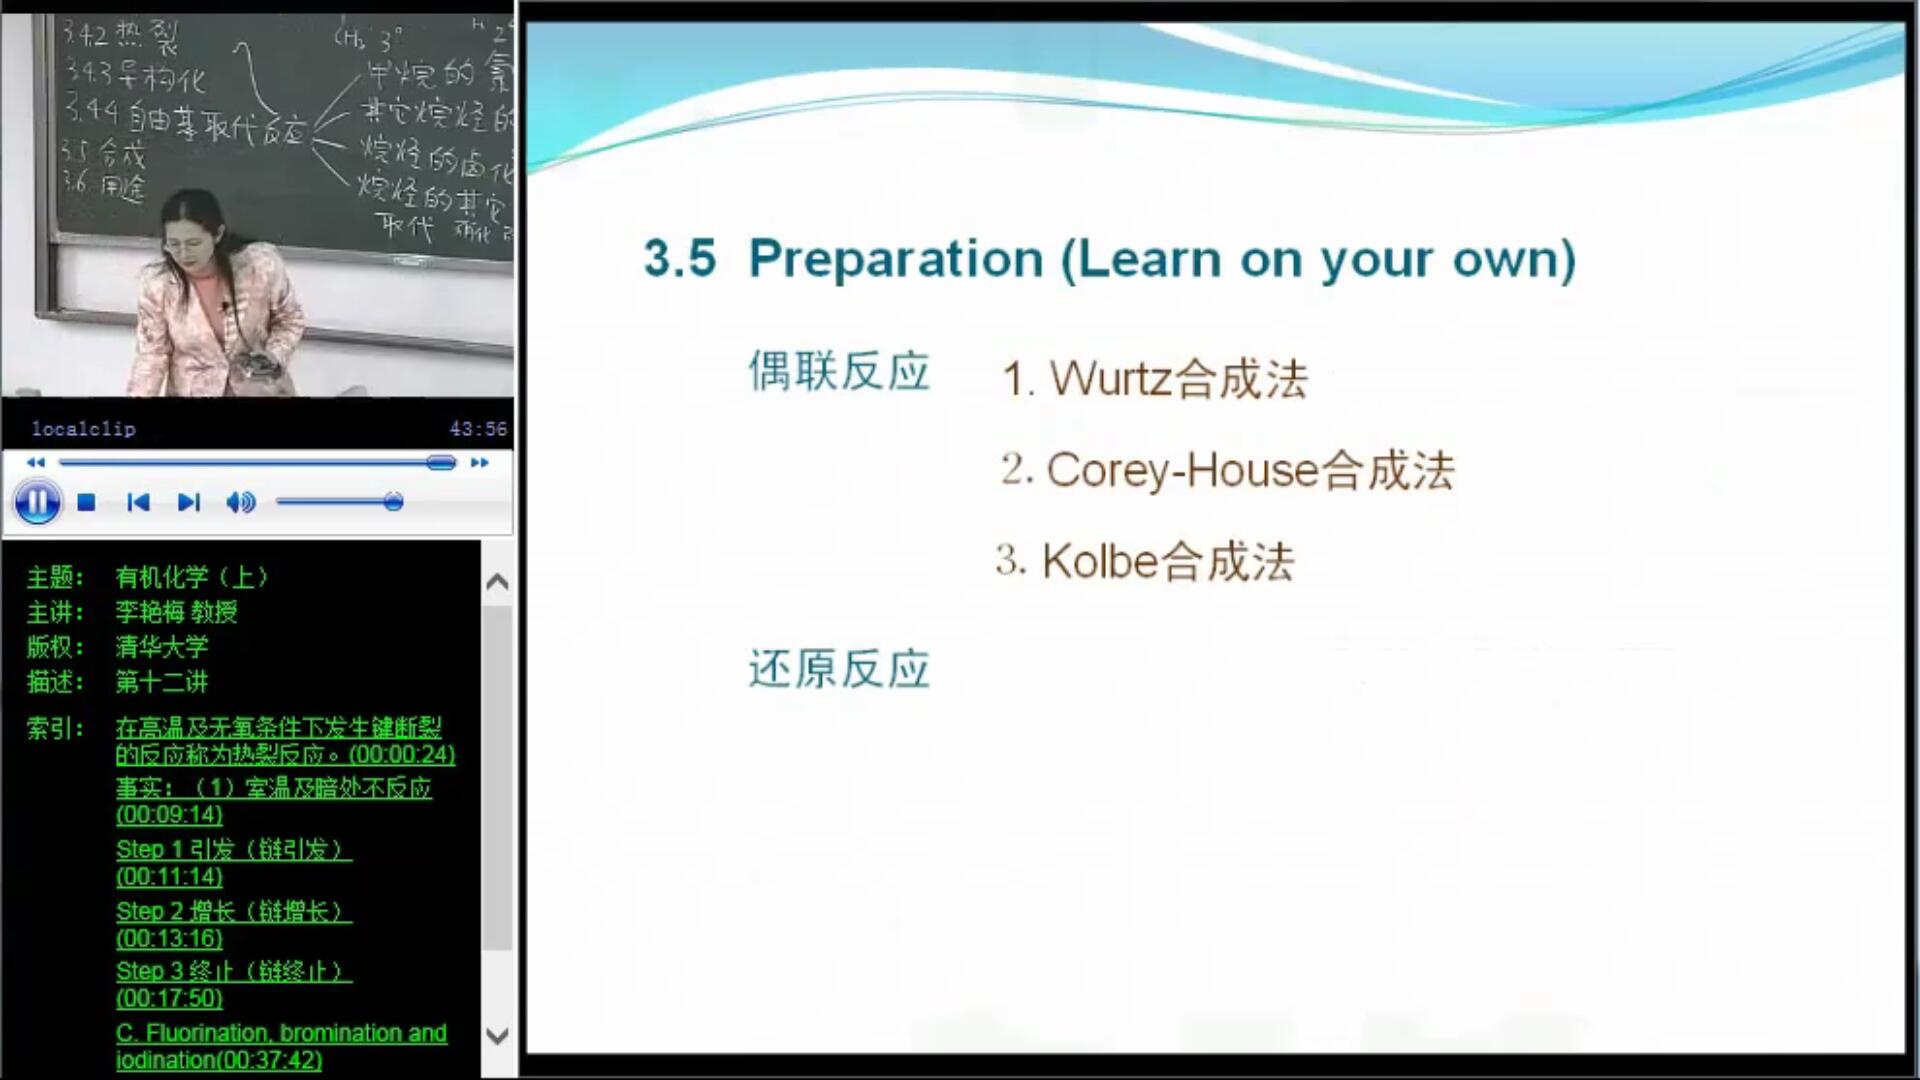 3.4.2 热裂
3.4.3 异构化
3.4.4 自由基取代反应
3.5 合成
3.6 用途
CH₃ 3°
H 2°
甲烷的氯
其它烷烃的
烷烃的卤化
烷烃的其它
取代 硝化
localclip 43:56
主题： 有机化学（上）
主讲： 李艳梅 教授
版权： 清华大学
描述： 第十二讲
索引： 在高温及无氧条件下发生键断裂
的反应称为热裂反应。(00:00:24)
事实：（1）室温及暗处不反应
(00:09:14)
Step 1 引发（链引发）
(00:11:14)
Step 2 增长（链增长）
(00:13:16)
Step 3 终止（链终止）
(00:17:50)
C. Fluorination, bromination and
iodination(00:37:42)
3.5 Preparation (Learn on your own)
偶联反应 1. Wurtz合成法
2. Corey-House合成法
3. Kolbe合成法
还原反应